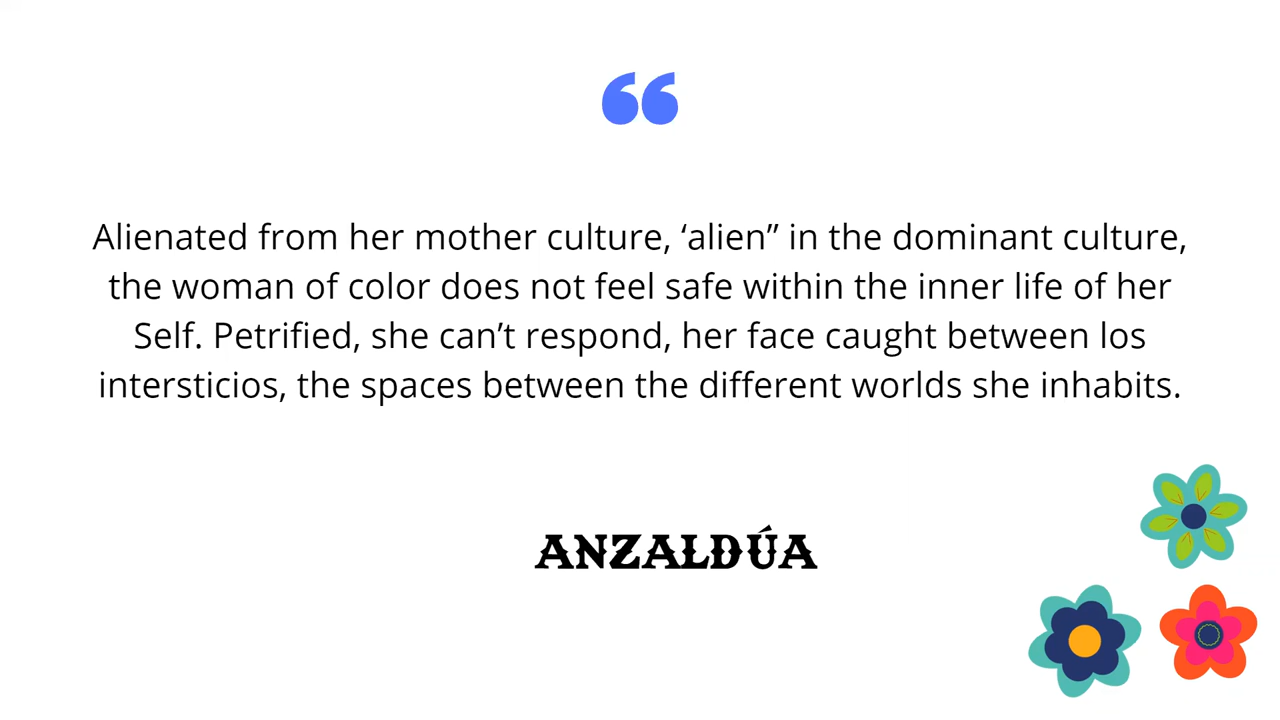 “
Alienated from her mother culture, ‘alien” in the dominant culture,
the woman of color does not feel safe within the inner life of her
Self. Petrified, she can’t respond, her face caught between los
intersticios, the spaces between the different worlds she inhabits.
ANZALDÚA